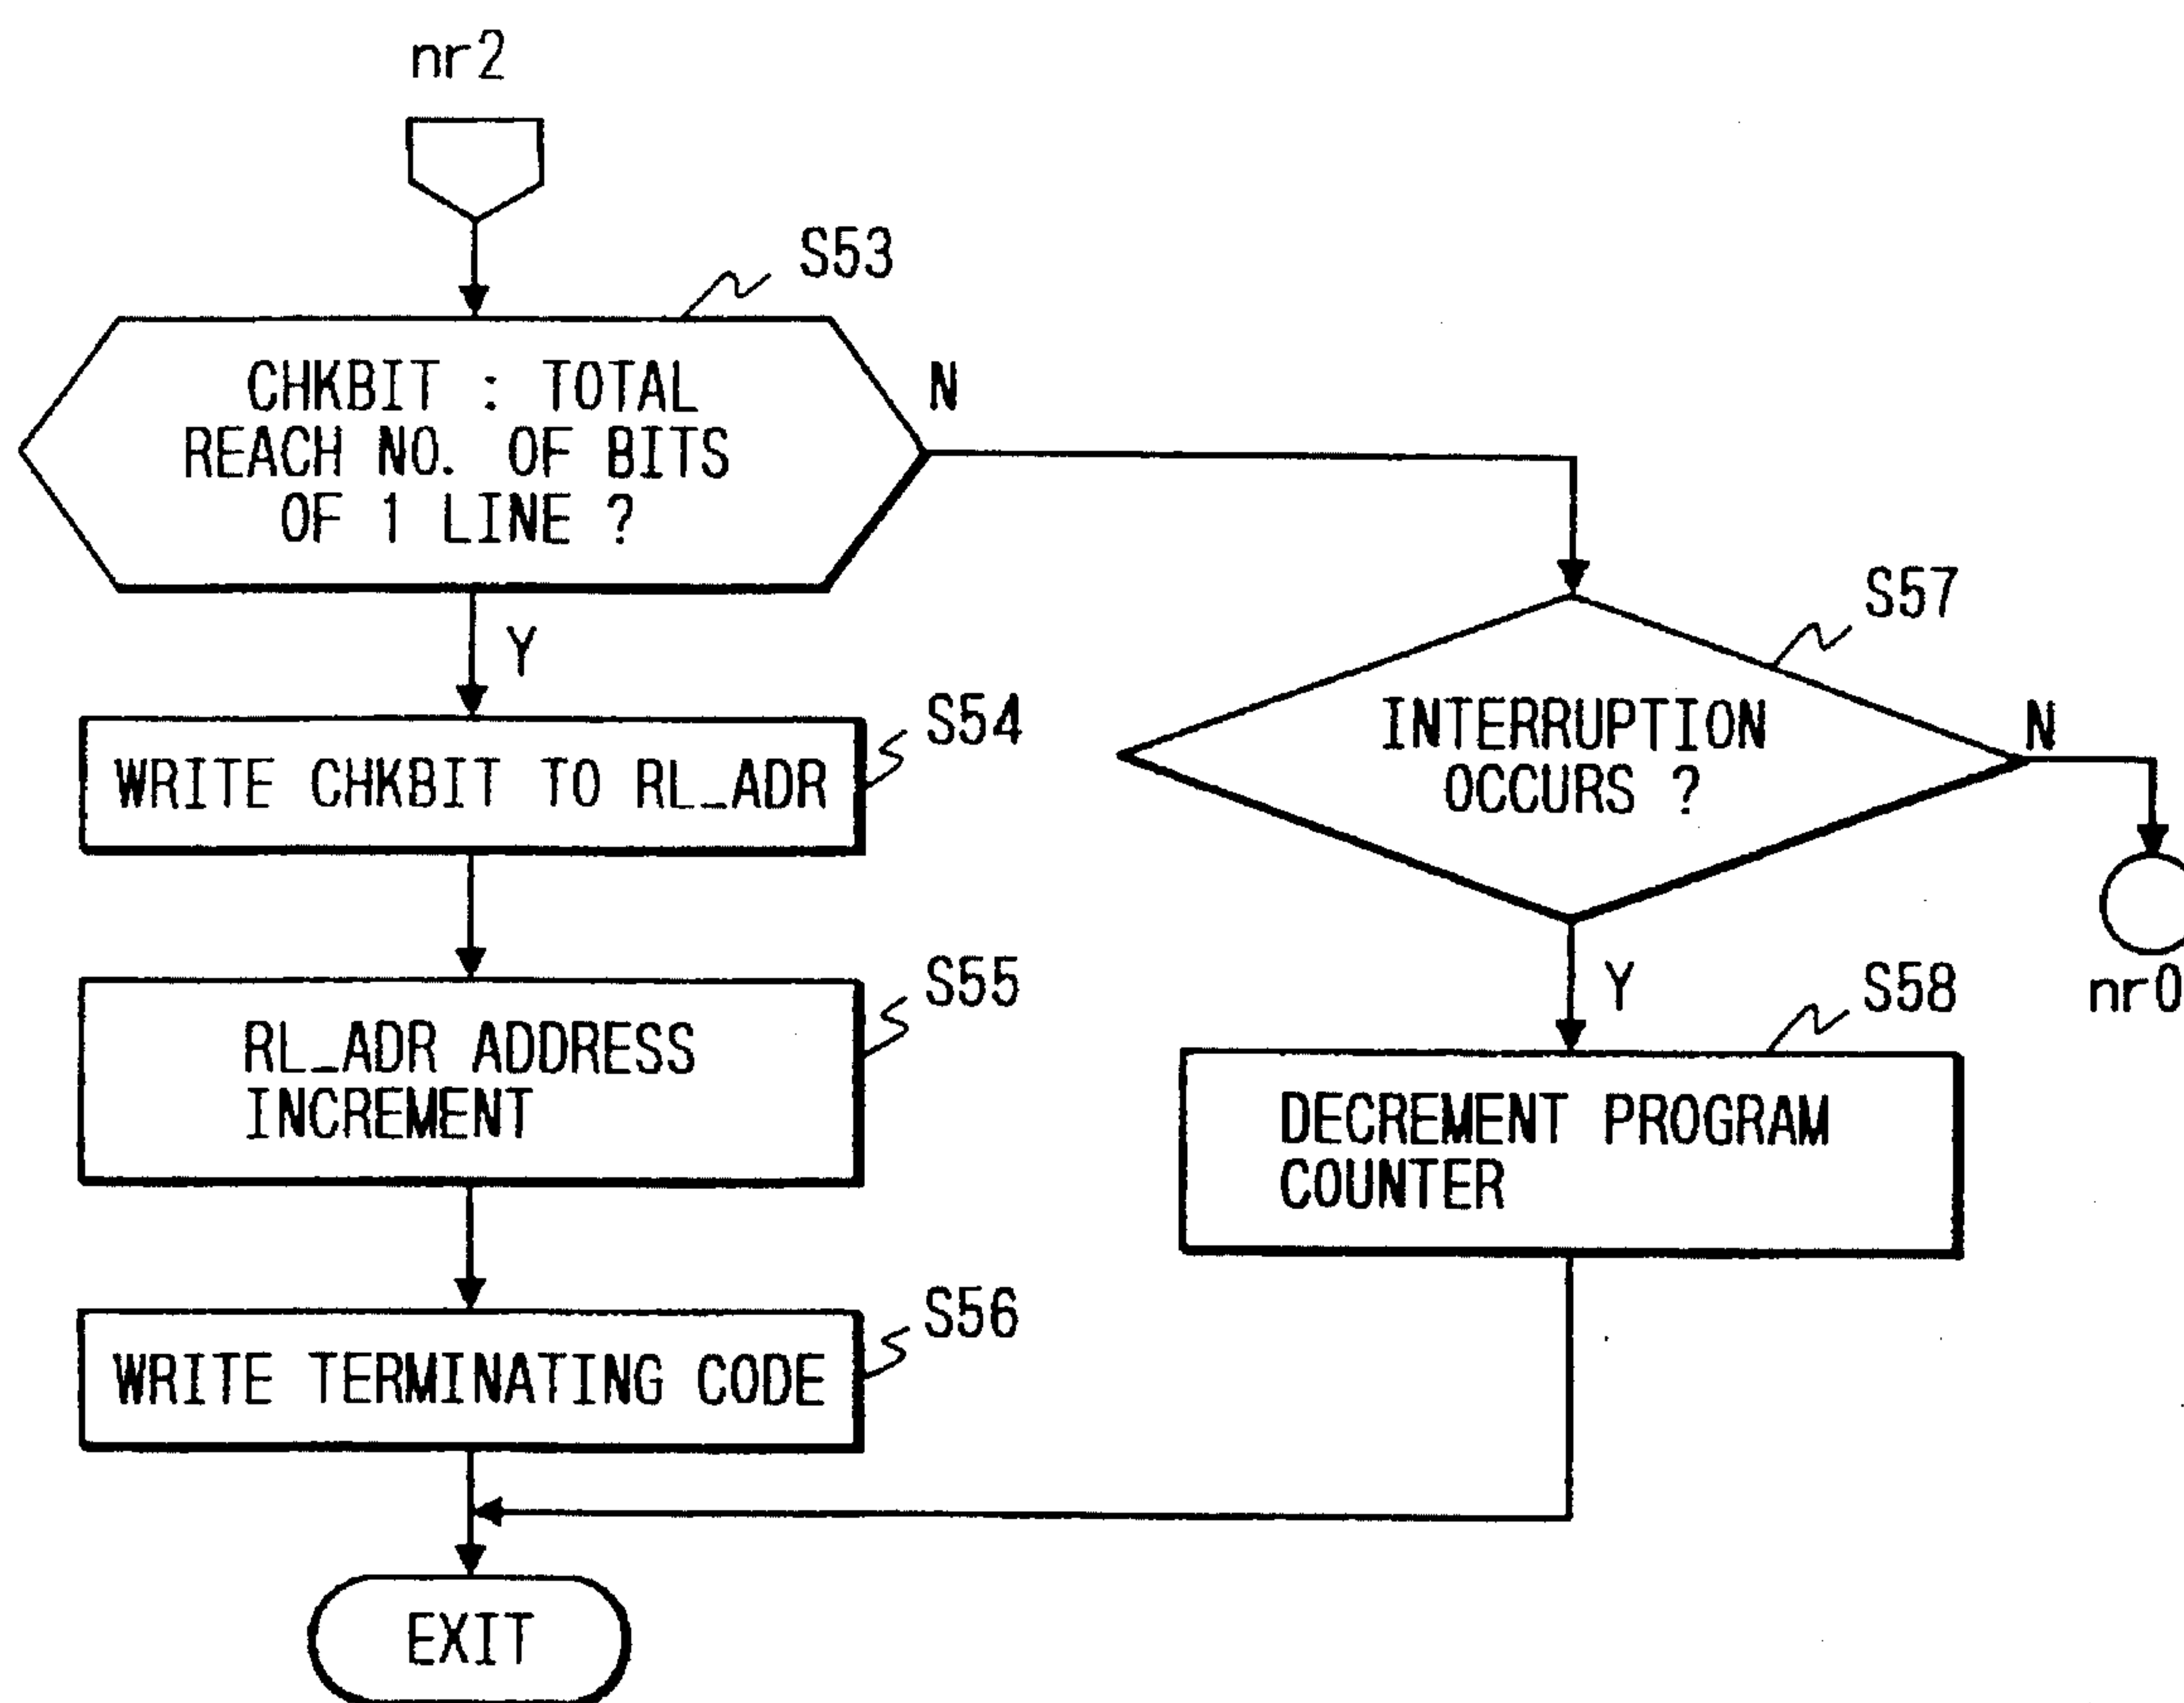 nr2
S53
CHKBIT : TOTAL
REACH NO. OF BITS
OF 1 LINE ?
N
Y
S54
WRITE CHKBIT TO RL_ADR
S55
RL_ADR ADDRESS
INCREMENT
S56
WRITE TERMINATING CODE
EXIT
S57
INTERRUPTION
OCCURS ?
N
nr0
Y
S58
DECREMENT PROGRAM
COUNTER